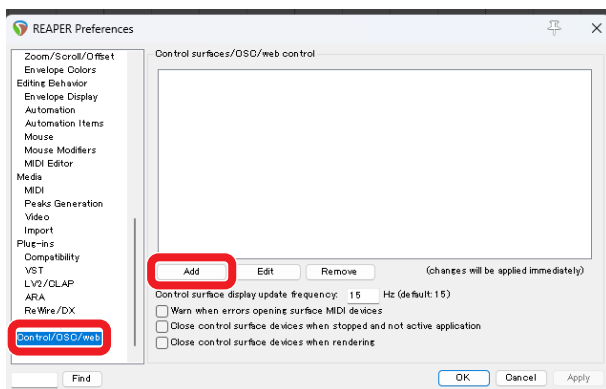 REAPER Preferences
Zoom/Scroll/Offset
Envelope Colors
Editing Behavior
Envelope Display
Automation
Automation Items
Mouse
Mouse Modifiers
MIDI Editor
Media
MIDI
Peaks Generation
Video
Import
Plug-ins
Compatibility
VST
LV2/CLAP
ARA
ReWire/DX
Control/OSC/web
Find
Control surfaces/OSC/web control
Add Edit Remove (changes will be applied immediately)
Control surface display update frequency: 15 Hz (default: 15)
Warn when errors opening surface MIDI devices
Close control surface devices when stopped and not active application
Close control surface devices when rendering
OK Cancel Apply